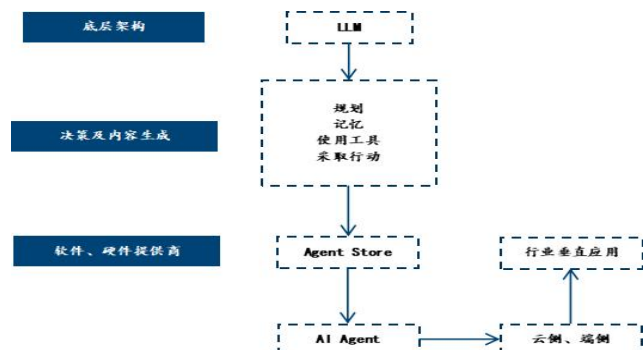 底层架构
LLM
规划
记忆
决策及内容生成
使用工具
采取行动
软件、硬件提供商
Agent Store
行业垂直应用
AI Agent
云侧、端侧